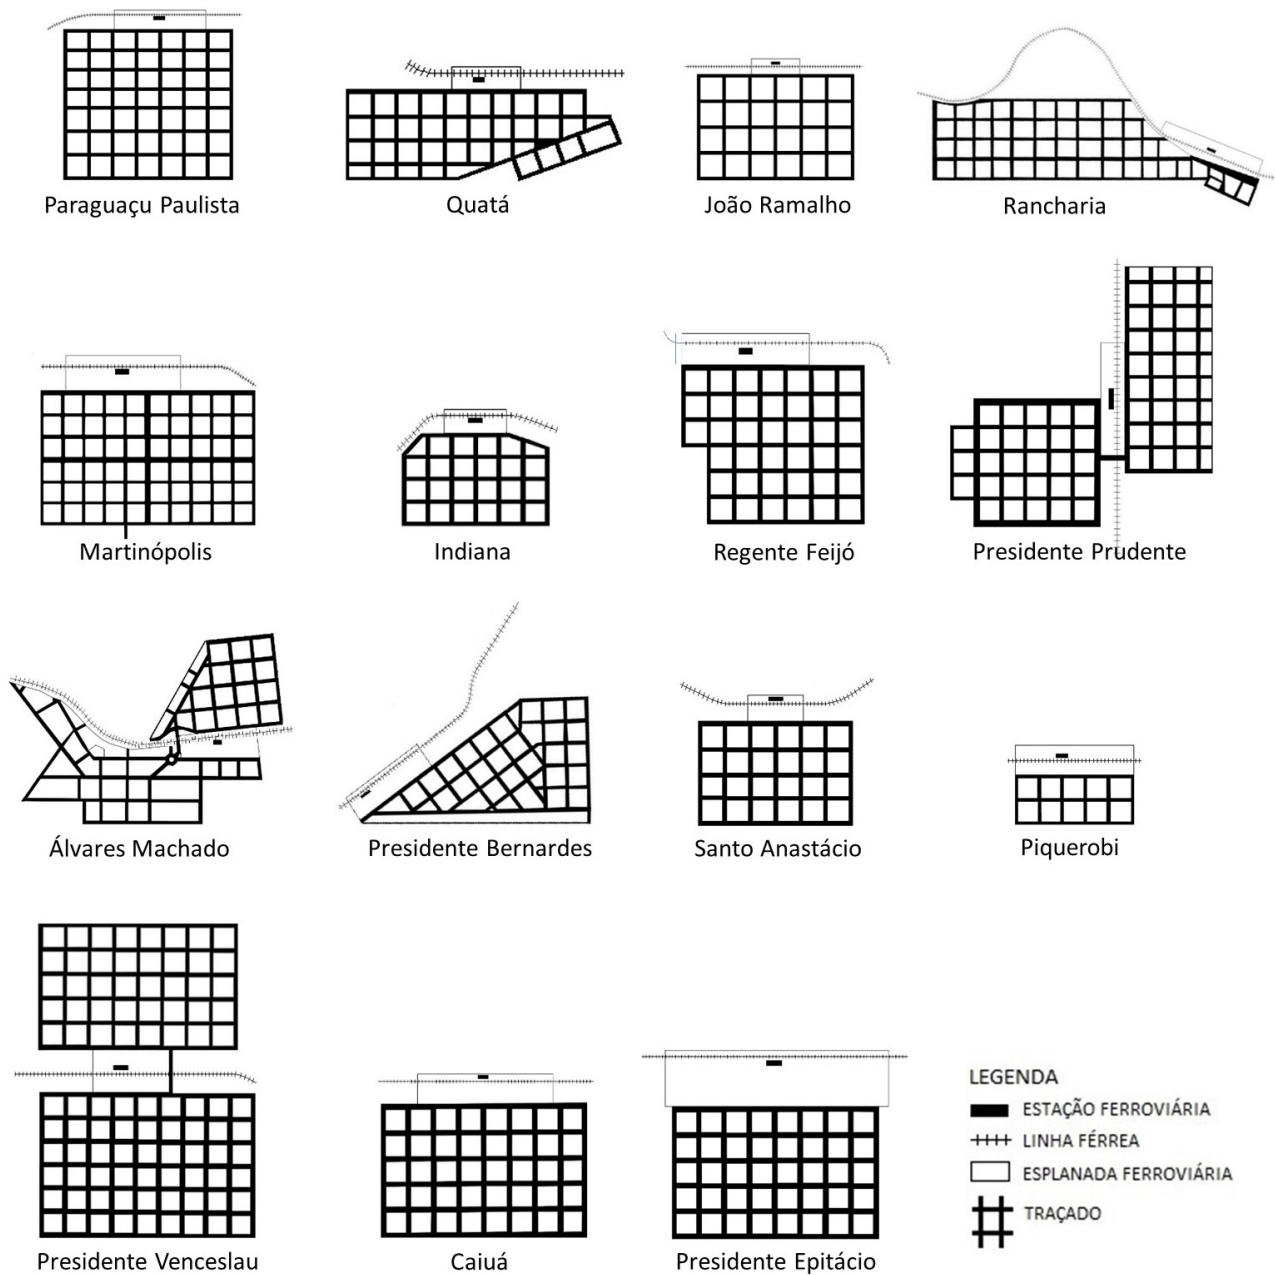 Paraguaçu Paulista
Quatá
João Ramalho
Rancharia
Martinópolis
Indiana
Regente Feijó
Presidente Prudente
Álvares Machado
Presidente Bernardes
Santo Anastácio
Piquerobi
Presidente Venceslau
Caiuá
Presidente Epitácio
LEGENDA
ESTAÇÃO FERROVIÁRIA
LINHA FÉRREA
ESPLANADA FERROVIÁRIA
TRAÇADO